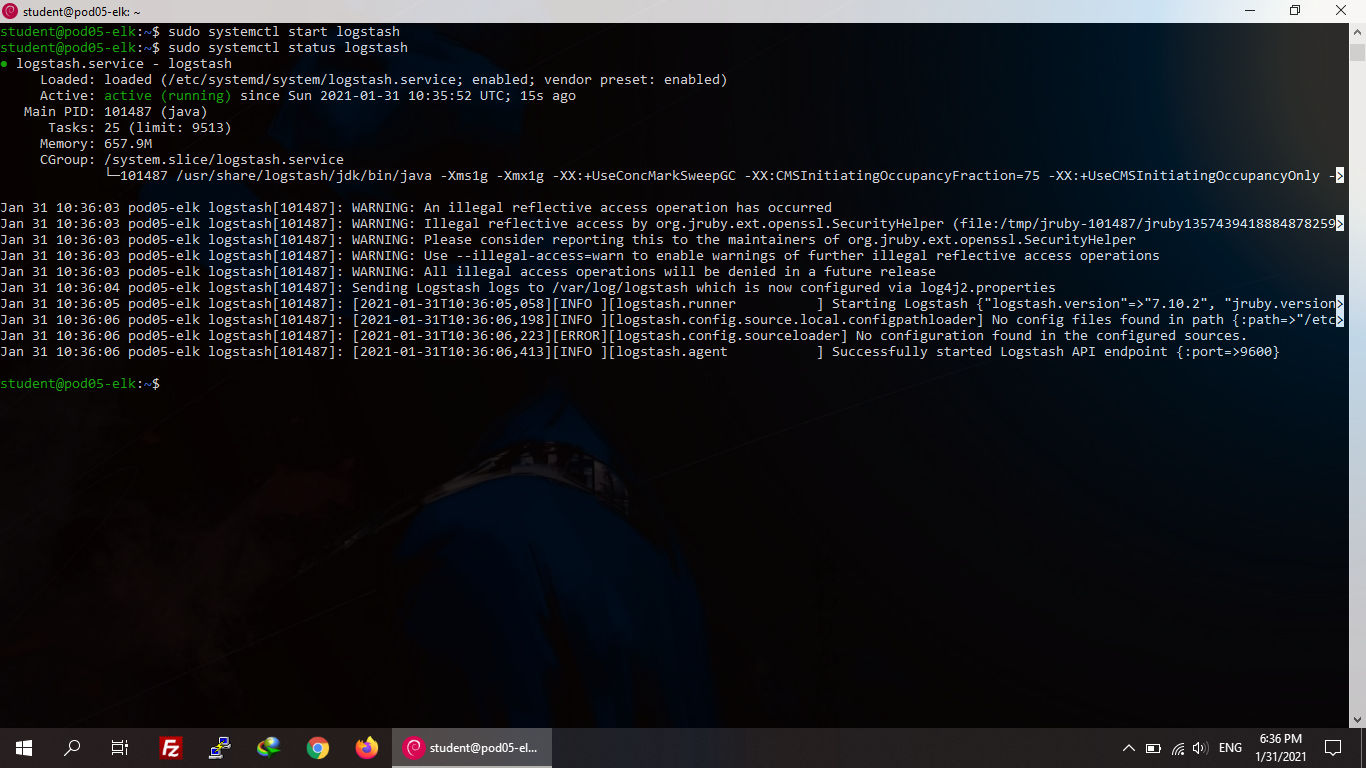 student@pod05-elk: ~
student@pod05-elk:~$ sudo systemctl start logstash
student@pod05-elk:~$ sudo systemctl status logstash
● logstash.service - logstash
Loaded: loaded (/etc/systemd/system/logstash.service; enabled; vendor preset: enabled)
Active: active (running) since Sun 2021-01-31 10:35:52 UTC; 15s ago
Main PID: 101487 (java)
Tasks: 25 (limit: 9513)
Memory: 657.9M
CGroup: /system.slice/logstash.service
└─101487 /usr/share/logstash/jdk/bin/java -Xms1g -Xmx1g -XX:+UseConcMarkSweepGC -XX:CMSInitiatingOccupancyFraction=75 -XX:+UseCMSInitiatingOccupancyOnly ->
Jan 31 10:36:03 pod05-elk logstash[101487]: WARNING: An illegal reflective access operation has occurred
Jan 31 10:36:03 pod05-elk logstash[101487]: WARNING: Illegal reflective access by org.jruby.ext.openssl.SecurityHelper (file:/tmp/jruby-101487/jruby1357439418884878259>
Jan 31 10:36:03 pod05-elk logstash[101487]: WARNING: Please consider reporting this to the maintainers of org.jruby.ext.openssl.SecurityHelper
Jan 31 10:36:03 pod05-elk logstash[101487]: WARNING: Use --illegal-access=warn to enable warnings of further illegal reflective access operations
Jan 31 10:36:03 pod05-elk logstash[101487]: WARNING: All illegal access operations will be denied in a future release
Jan 31 10:36:04 pod05-elk logstash[101487]: Sending Logstash logs to /var/log/logstash which is now configured via log4j2.properties
Jan 31 10:36:05 pod05-elk logstash[101487]: [2021-01-31T10:36:05,058][INFO ][logstash.runner          ] Starting Logstash {"logstash.version"=>"7.10.2", "jruby.version>
Jan 31 10:36:06 pod05-elk logstash[101487]: [2021-01-31T10:36:06,198][INFO ][logstash.config.source.local.configpathloader] No config files found in path {:path=>"/etc>
Jan 31 10:36:06 pod05-elk logstash[101487]: [2021-01-31T10:36:06,223][ERROR][logstash.config.sourceloader] No configuration found in the configured sources.
Jan 31 10:36:06 pod05-elk logstash[101487]: [2021-01-31T10:36:06,413][INFO ][logstash.agent           ] Successfully started Logstash API endpoint {:port=>9600}
student@pod05-elk:~$
Fz
student@pod05-el...
ENG
6:36 PM
1/31/2021